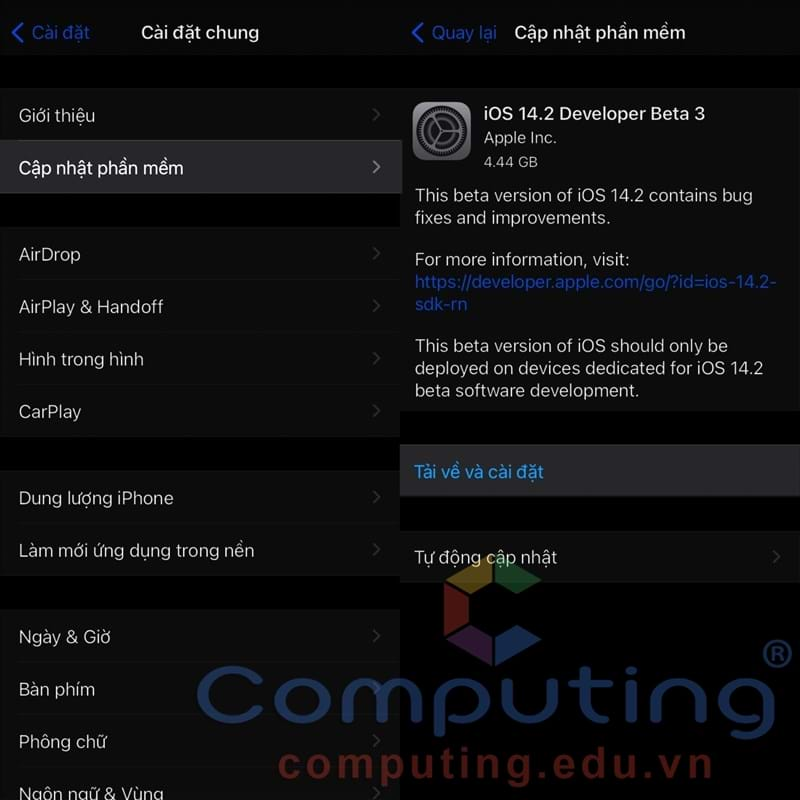 Cài đặt
Cài đặt chung
Giới thiệu
Cập nhật phần mềm
AirDrop
AirPlay & Handoff
Hình trong hình
CarPlay
Dung lượng iPhone
Làm mới ứng dụng trong nền
Ngày & Giờ
Bàn phím
Phông chữ
Ngôn ngữ & Vùng
Quay lại
Cập nhật phần mềm
iOS 14.2 Developer Beta 3
Apple Inc.
4.44 GB
This beta version of iOS 14.2 contains bug
fixes and improvements.
For more information, visit:
https://developer.apple.com/go/?id=ios-14.2-
sdk-rn
This beta version of iOS should only be
deployed on devices dedicated for iOS 14.2
beta software development.
Tải về và cài đặt
Tự động cập nhật
Computing®
computing.edu.vn